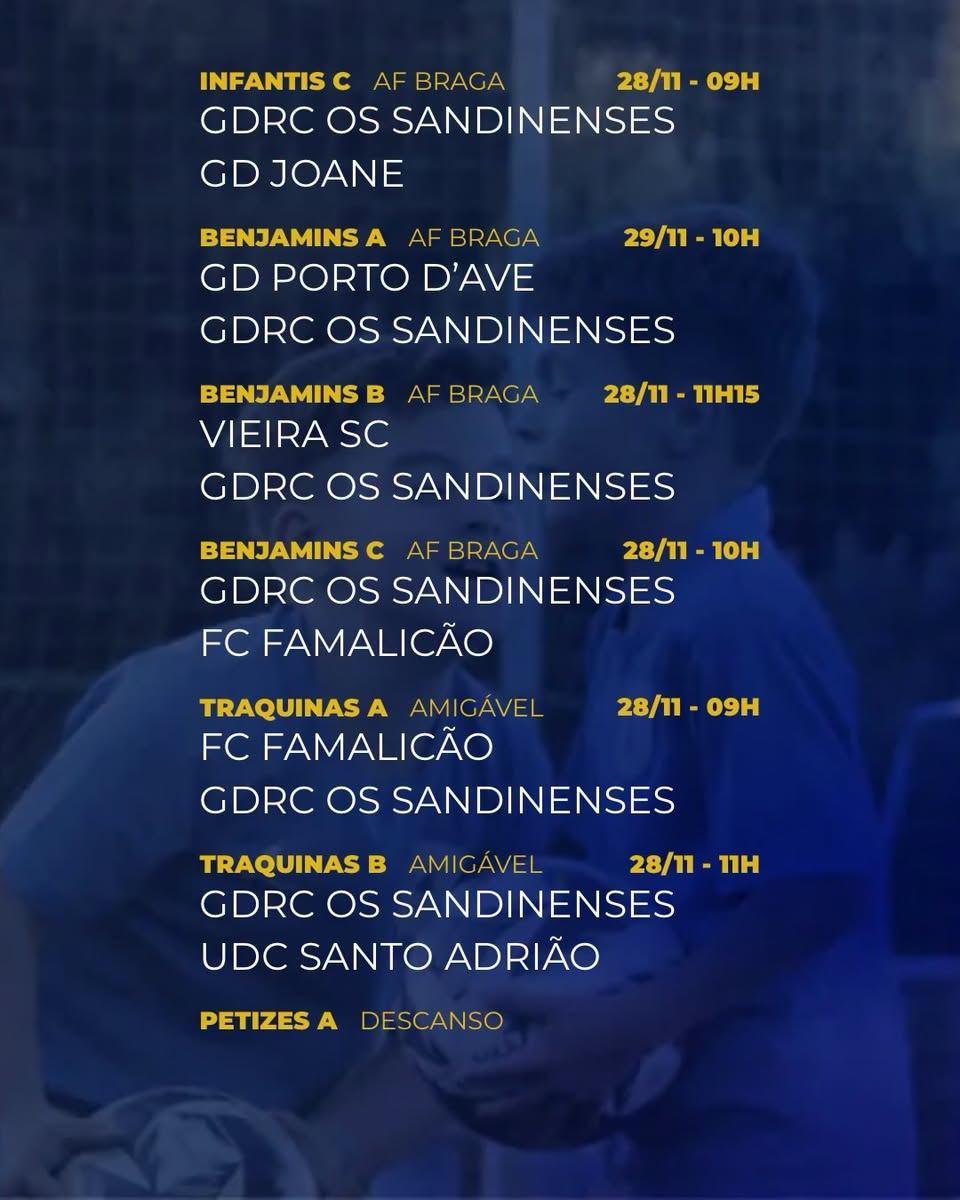 INFANTIS C AF BRAGA 28/11 - 09H
GDRC OS SANDINENSES
GD JOANE
BENJAMINS A AF BRAGA 29/11 - 10H
GD PORTO D’AVE
GDRC OS SANDINENSES
BENJAMINS B AF BRAGA 28/11 - 11H15
VIEIRA SC
GDRC OS SANDINENSES
BENJAMINS C AF BRAGA 28/11 - 10H
GDRC OS SANDINENSES
FC FAMALICÃO
TRAQUINAS A AMIGÁVEL 28/11 - 09H
FC FAMALICÃO
GDRC OS SANDINENSES
TRAQUINAS B AMIGÁVEL 28/11 - 11H
GDRC OS SANDINENSES
UDC SANTO ADRIÃO
PETIZES A DESCANSO